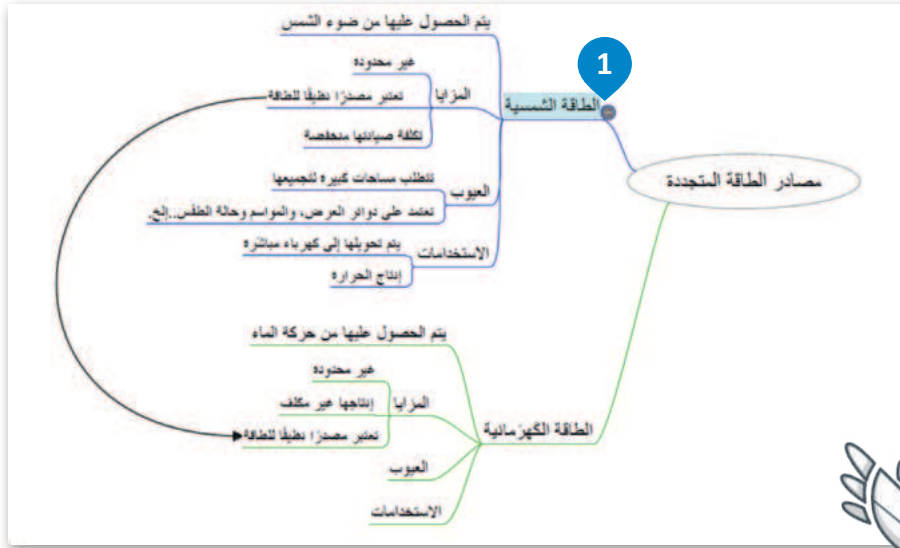 مصادر الطاقة المتجددة
1
الطاقة الشمسية
يتم الحصول عليها من ضوء الشمس
المزايا
غير محدودة
تعتبر مصدرًا نظيفًا للطاقة
تكلفة صيانتها منخفضة
العيوب
تتطلب مساحات كبيرة لتجميعها
تعتمد على دوائر العرض، والمواسم وحالة الطقس..إلخ.
الاستخدامات
يتم تحويلها إلى كهرباء مباشرة
إنتاج الحرارة
الطاقة الكهرمائية
يتم الحصول عليها من حركة الماء
المزايا
غير محدودة
إنتاجها غير مكلف
تعتبر مصدرًا نظيفًا للطاقة
العيوب
الاستخدامات